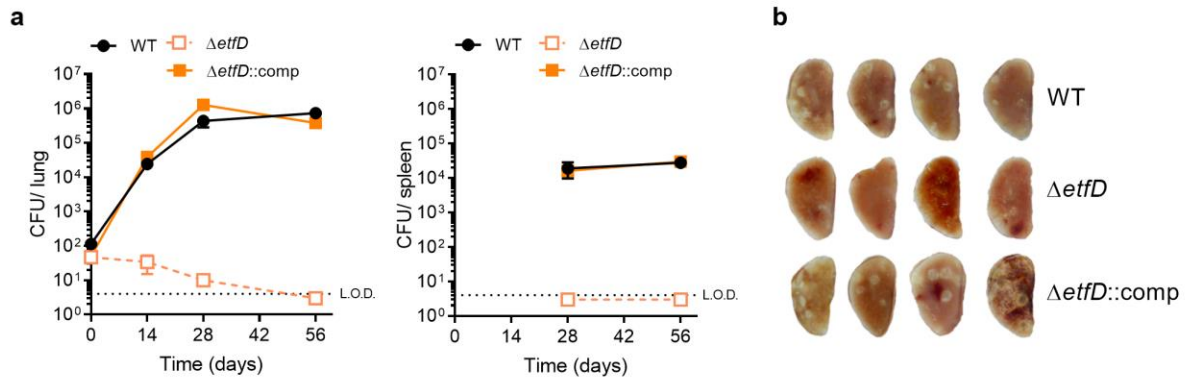 a
WT ΔetfD
ΔetfD::comp
CFU/ lung
10⁷
10⁶
10⁵
10⁴
10³
10²
10¹
10⁰
L.O.D.
0 14 28 42 56
Time (days)
WT ΔetfD
ΔetfD::comp
CFU/ spleen
10⁷
10⁶
10⁵
10⁴
10³
10²
10¹
10⁰
L.O.D.
0 14 28 42 56
Time (days)
b
WT
ΔetfD
ΔetfD::comp